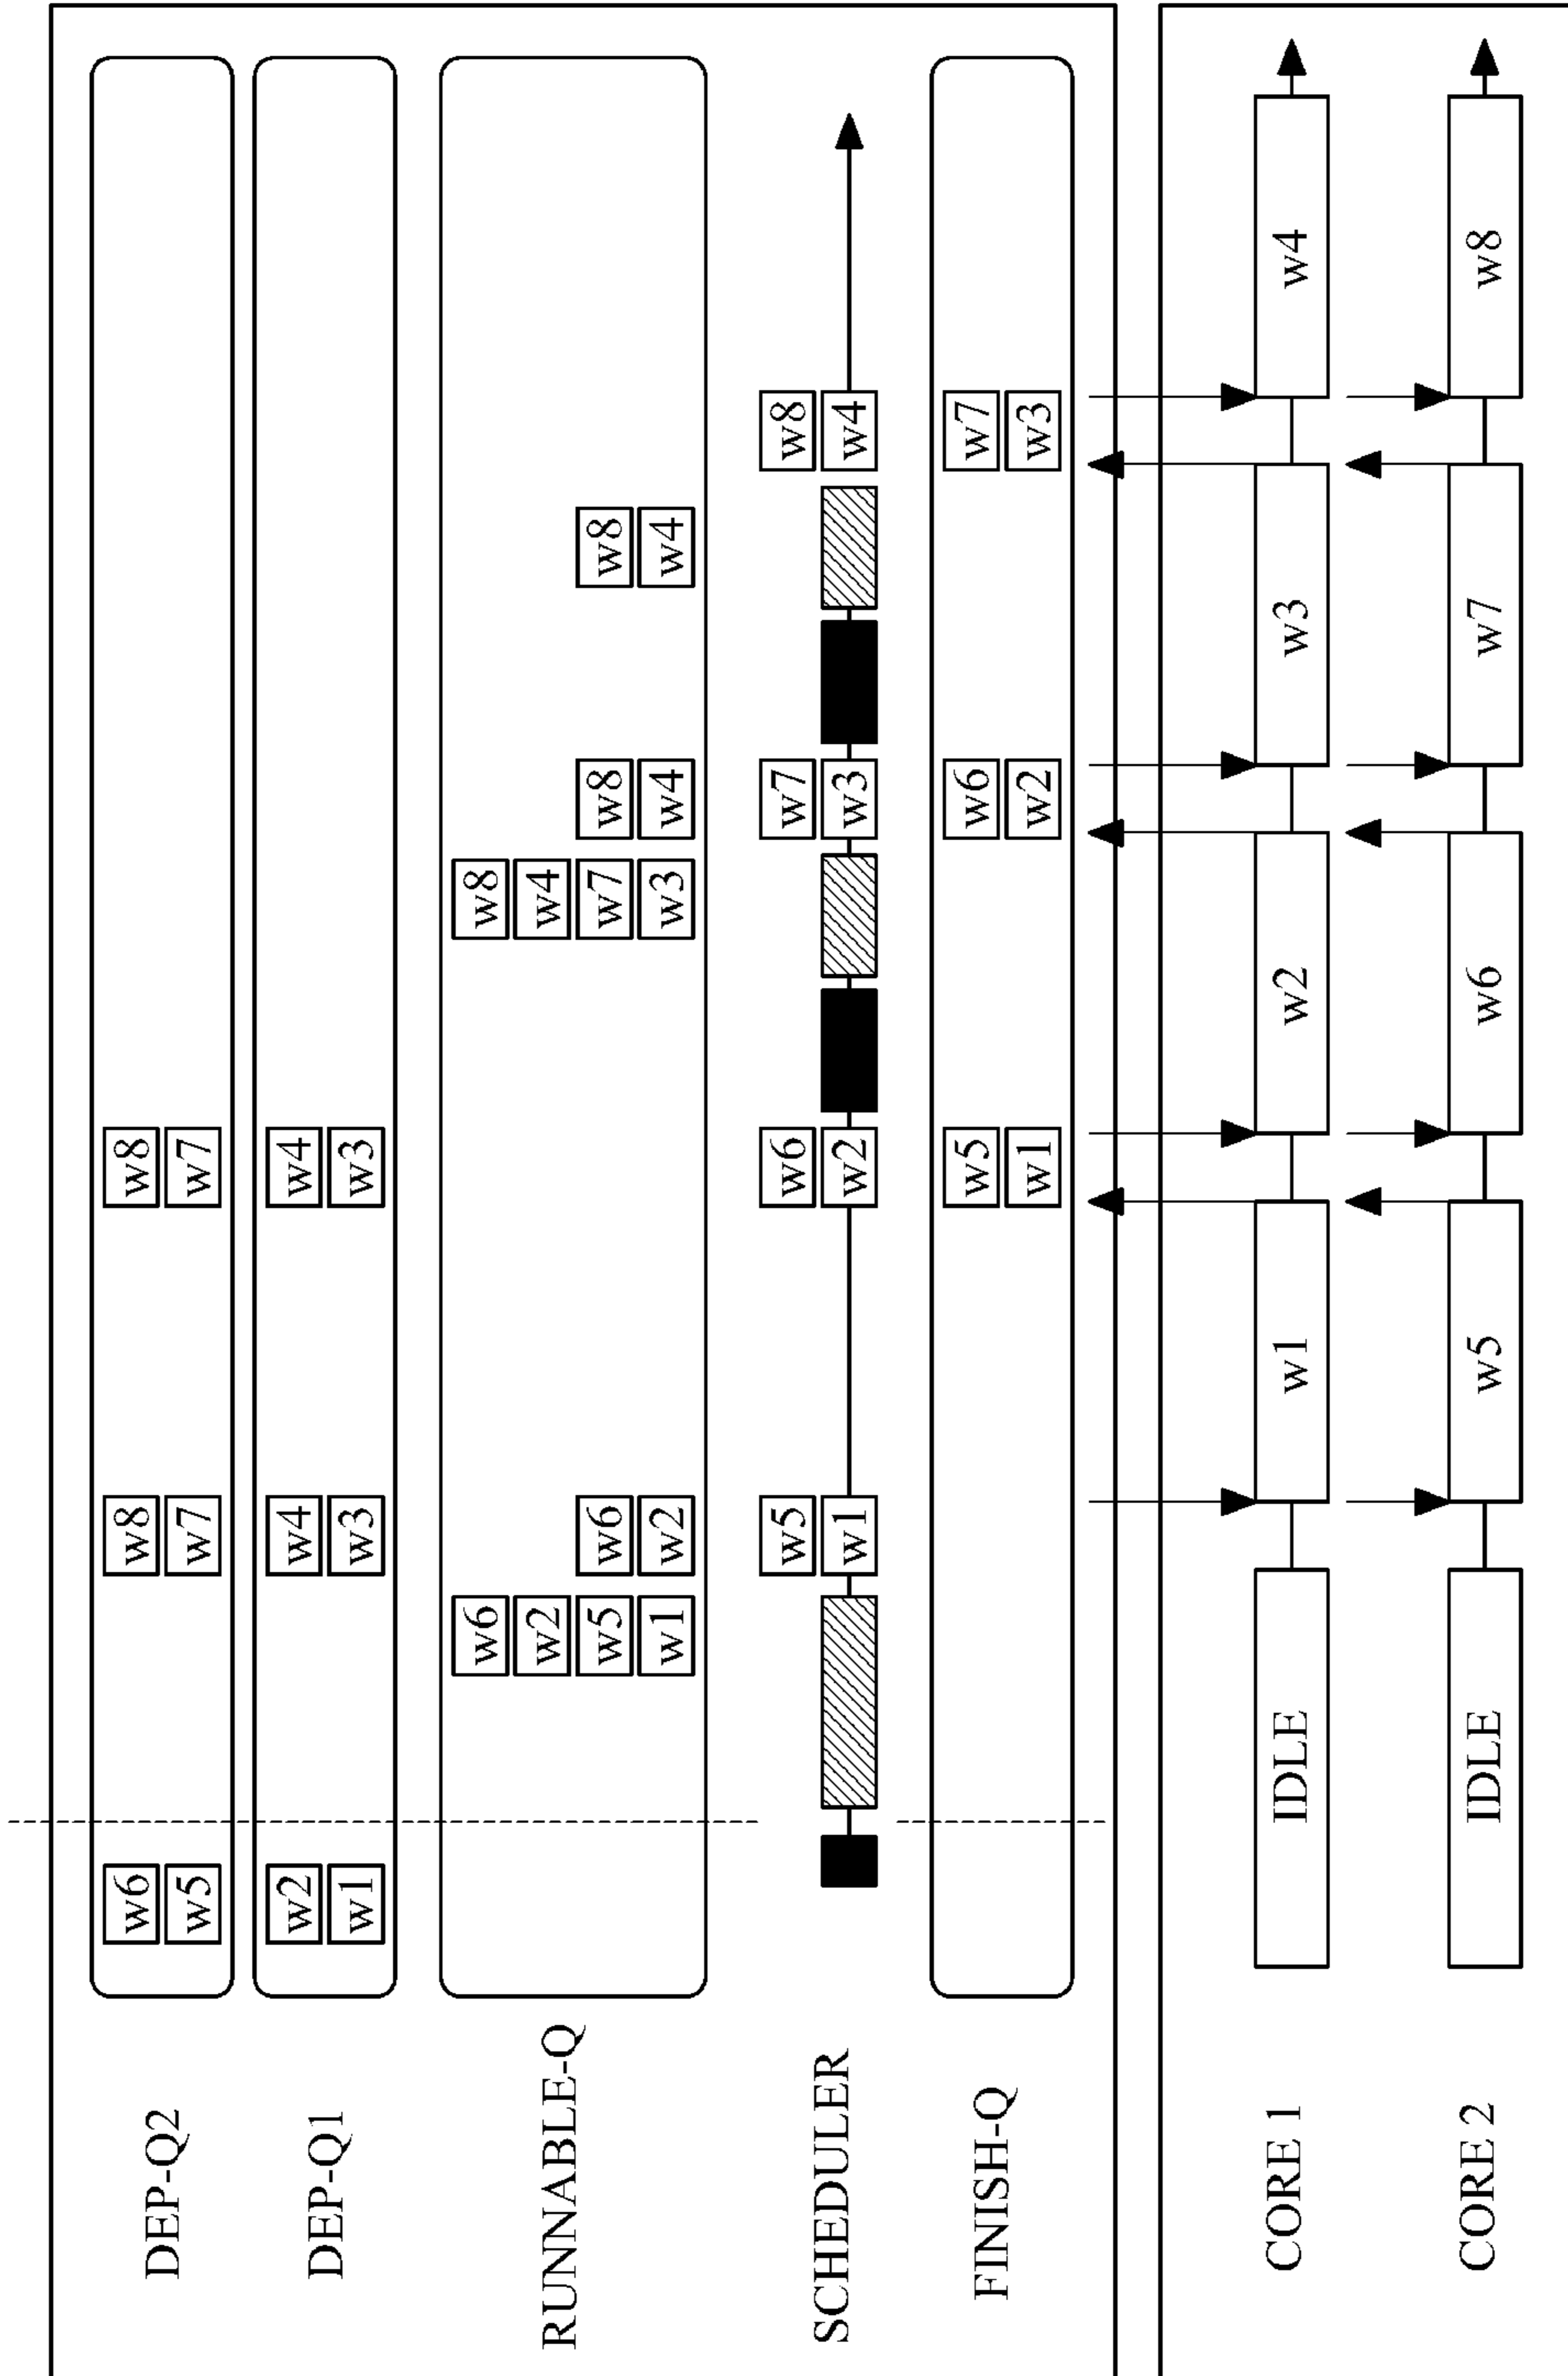 DEP-Q2
w6 w8 w8
w5 w7 w7
DEP-Q1
w2 w4 w4
w1 w3 w3
RUNNABLE-Q
w6 w8
w2 w4
w5 w6 w7 w8 w8
w1 w2 w3 w4 w4
SCHEDULER
w5 w6 w7 w8
w1 w2 w3 w4
FINISH-Q
w5 w6 w7
w1 w2 w3
CORE 1 IDLE w1 w2 w3 w4
CORE 2 IDLE w5 w6 w7 w8